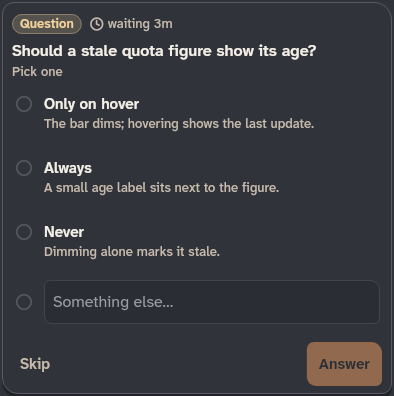 Question waiting 3m
Should a stale quota figure show its age?
Pick one
Only on hover
The bar dims; hovering shows the last update.
Always
A small age label sits next to the figure.
Never
Dimming alone marks it stale.
Something else...
Skip Answer